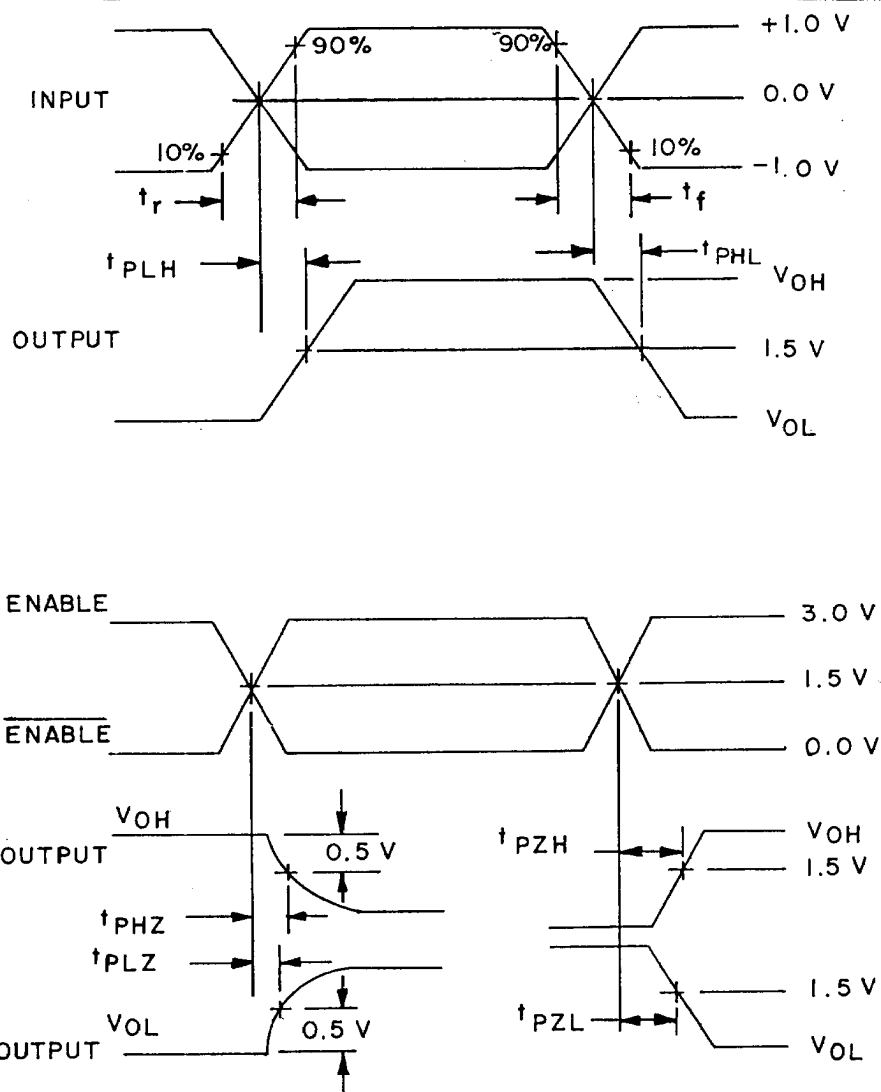 +1.0 V
90% 90%
INPUT 0.0 V
10% 10%
-1.0 V
tr tf
tPLH tPHL
VOH
OUTPUT 1.5 V
VOL
ENABLE 3.0 V
1.5 V
ENABLE 0.0 V
VOH VOH
OUTPUT 0.5 V tPZH 1.5 V
tPHZ
tPLZ
1.5 V
VOL 0.5 V tPZL
OUTPUT VOL